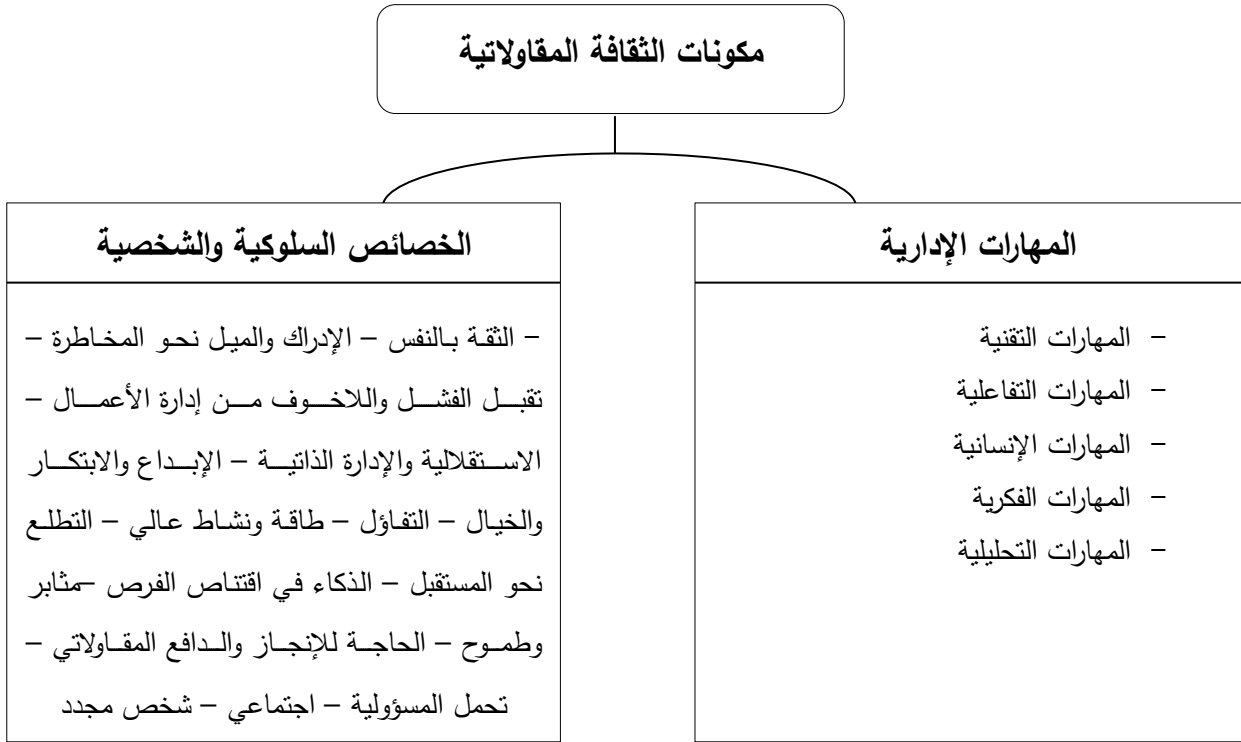 مكونات الثقافة المقاولاتية
المهارات الإدارية
- المهارات التقنية
- المهارات التفاعلية
- المهارات الإنسانية
- المهارات الفكرية
- المهارات التحليلية
الخصائص السلوكية والشخصية
- الثقة بالنفس – الإدراك والميل نحو المخاطرة –
تقبل الفشل واللاخوف من إدارة الأعمال –
الاستقلالية والإدارة الذاتية – الإبداع والابتكار
والخيال – التفاؤل – طاقة ونشاط عالي – التطلع
نحو المستقبل – الذكاء في اقتناص الفرص –مثابر
وطموح – الحاجة للإنجاز والدافع المقاولاتي –
تحمل المسؤولية – اجتماعي – شخص مجدد